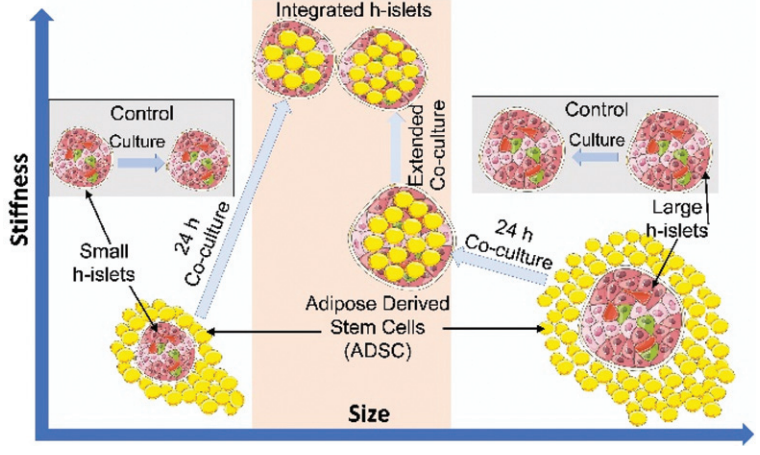 Integrated h-islets
Control
Culture
Control
Culture
Stiffness
24 h
Co-culture
Extended
Co-culture
Small
h-islets
24 h
Co-culture
Large
h-islets
Adipose Derived
Stem Cells
(ADSC)
Size